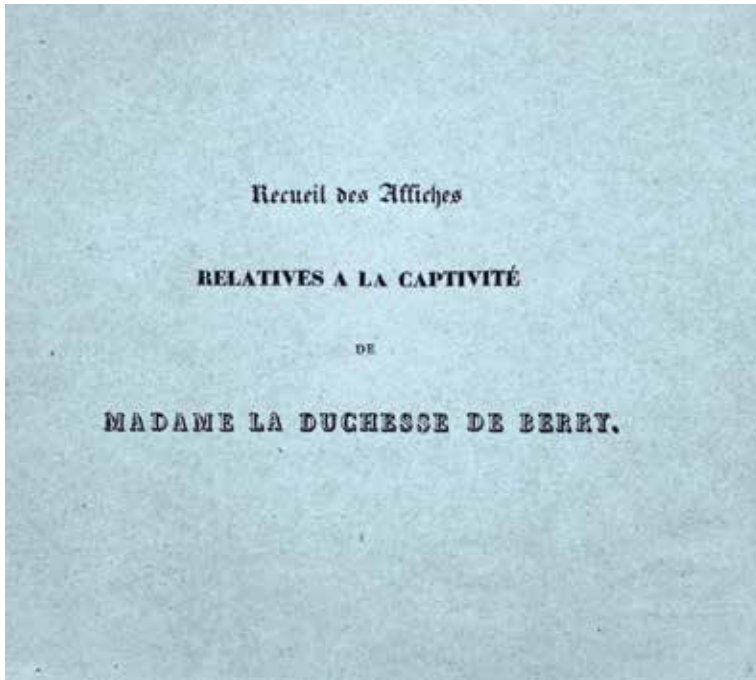 Recueil des Affiches
RELATIVES A LA CAPTIVITÉ
DE
MADAME LA DUCHESSE DE BERRY.